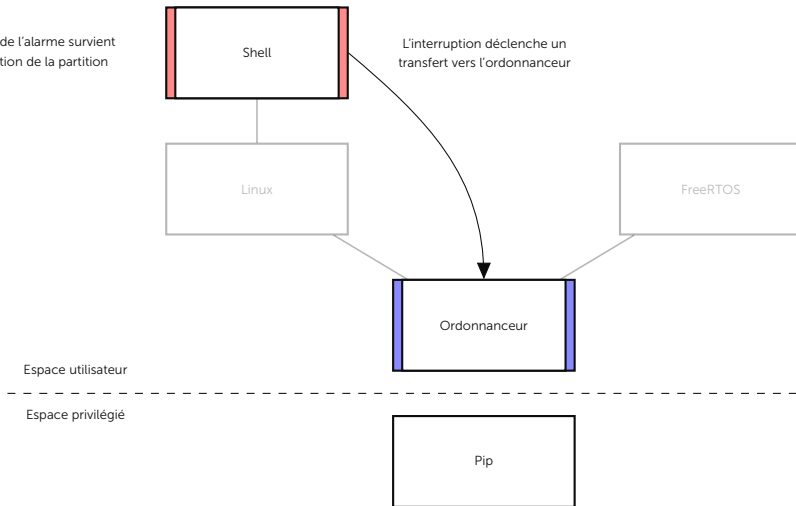 de l'alarme survient
tion de la partition
Shell
L'interruption déclenche un
transfert vers l'ordonnanceur
Linux
FreeRTOS
Ordonnanceur
Espace utilisateur
Espace privilégié
Pip